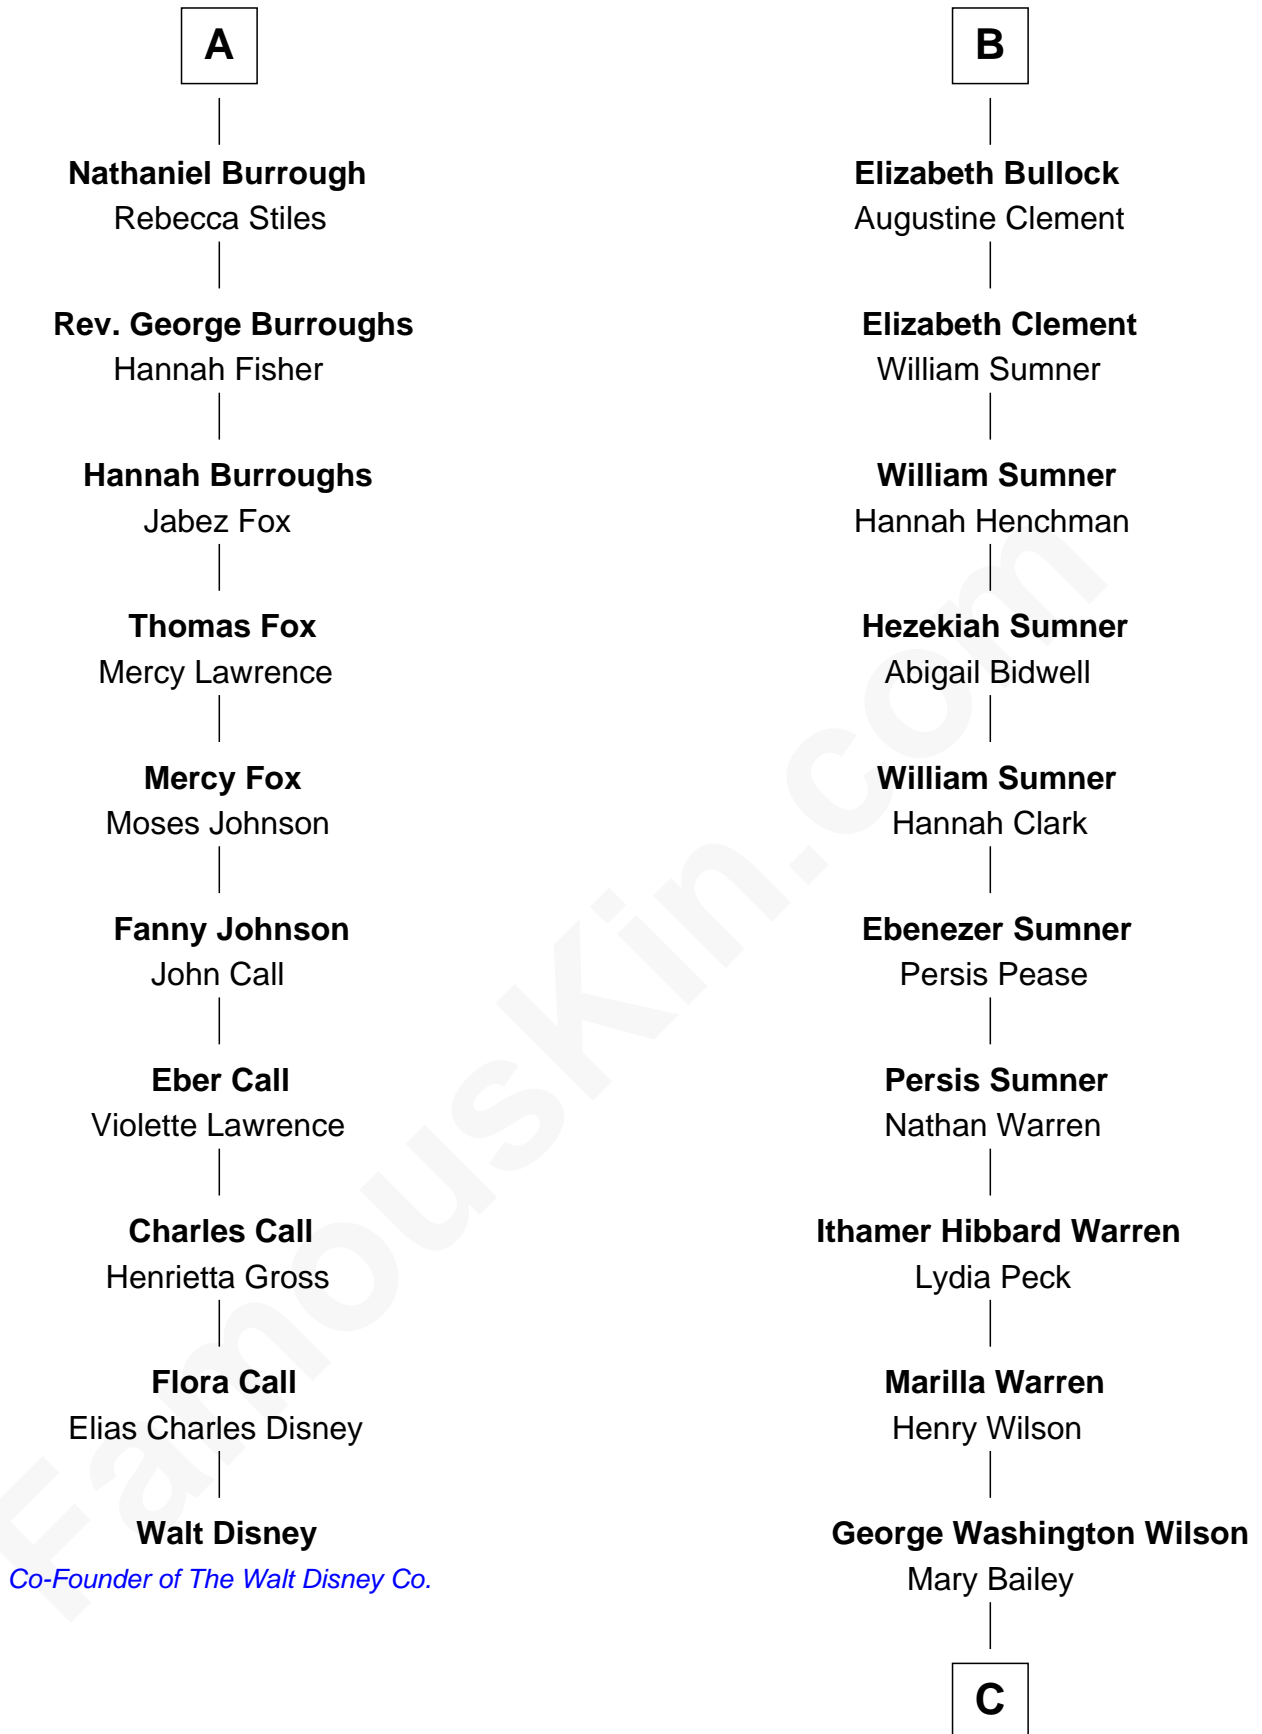 A
Nathaniel Burrough
Rebecca Stiles
Rev. George Burroughs
Hannah Fisher
Hannah Burroughs
Jabez Fox
Thomas Fox
Mercy Lawrence
Mercy Fox
Moses Johnson
Fanny Johnson
John Call
Eber Call
Violette Lawrence
Charles Call
Henrietta Gross
Flora Call
Elias Charles Disney
Walt Disney
Co-Founder of The Walt Disney Co.
B
Elizabeth Bullock
Augustine Clement
Elizabeth Clement
William Sumner
William Sumner
Hannah Henchman
Hezekiah Sumner
Abigail Bidwell
William Sumner
Hannah Clark
Ebenezer Sumner
Persis Pease
Persis Sumner
Nathan Warren
Ithamer Hibbard Warren
Lydia Peck
Marilla Warren
Henry Wilson
George Washington Wilson
Mary Bailey
C
FamousKin.com